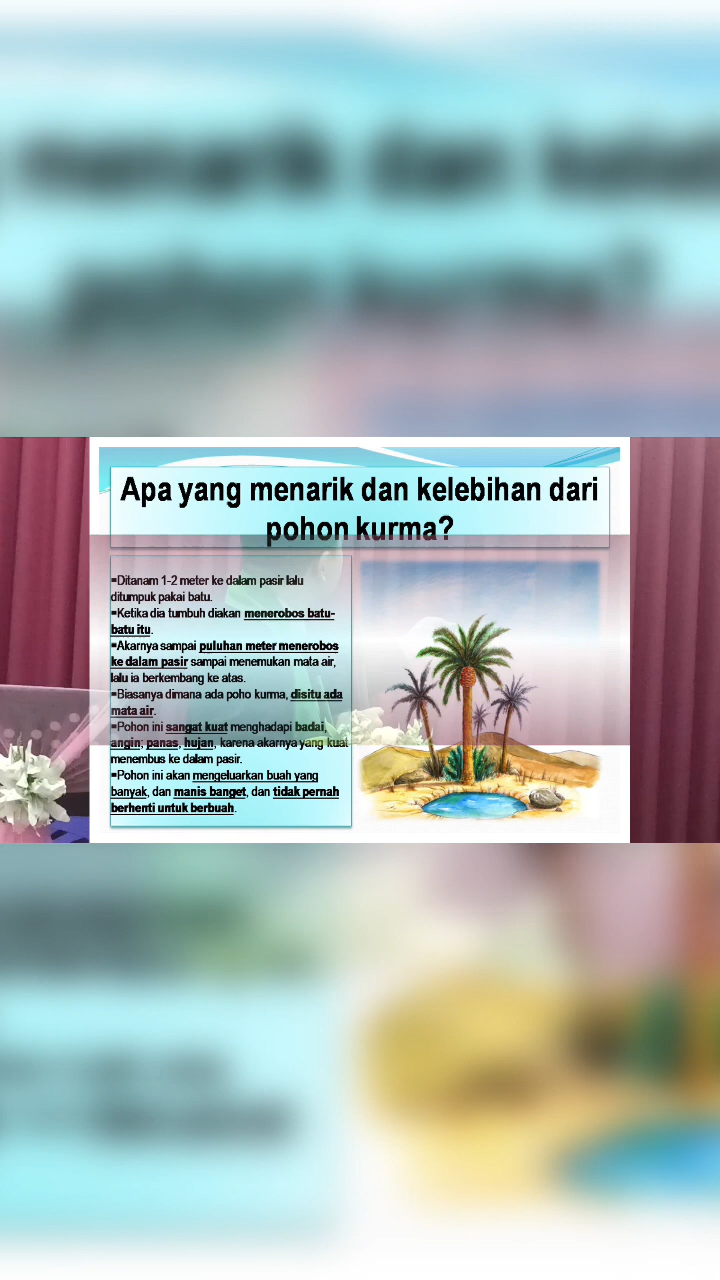 Apa yang menarik dan kelebihan dari
pohon kurma?
▪Ditanam 1-2 meter ke dalam pasir lalu
ditumpuk pakai batu.
▪Ketika dia tumbuh diakan menerobos batu-
batu itu.
▪Akarnya sampai puluhan meter menerobos
ke dalam pasir sampai menemukan mata air,
lalu ia berkembang ke atas.
▪Biasanya dimana ada poho kurma, disitu ada
mata air.
▪Pohon ini sangat kuat menghadapi badai,
angin; panas, hujan, karena akarnya yang kuat
menembus ke dalam pasir.
▪Pohon ini akan mengeluarkan buah yang
banyak, dan manis banget, dan tidak pernah
berhenti untuk berbuah.